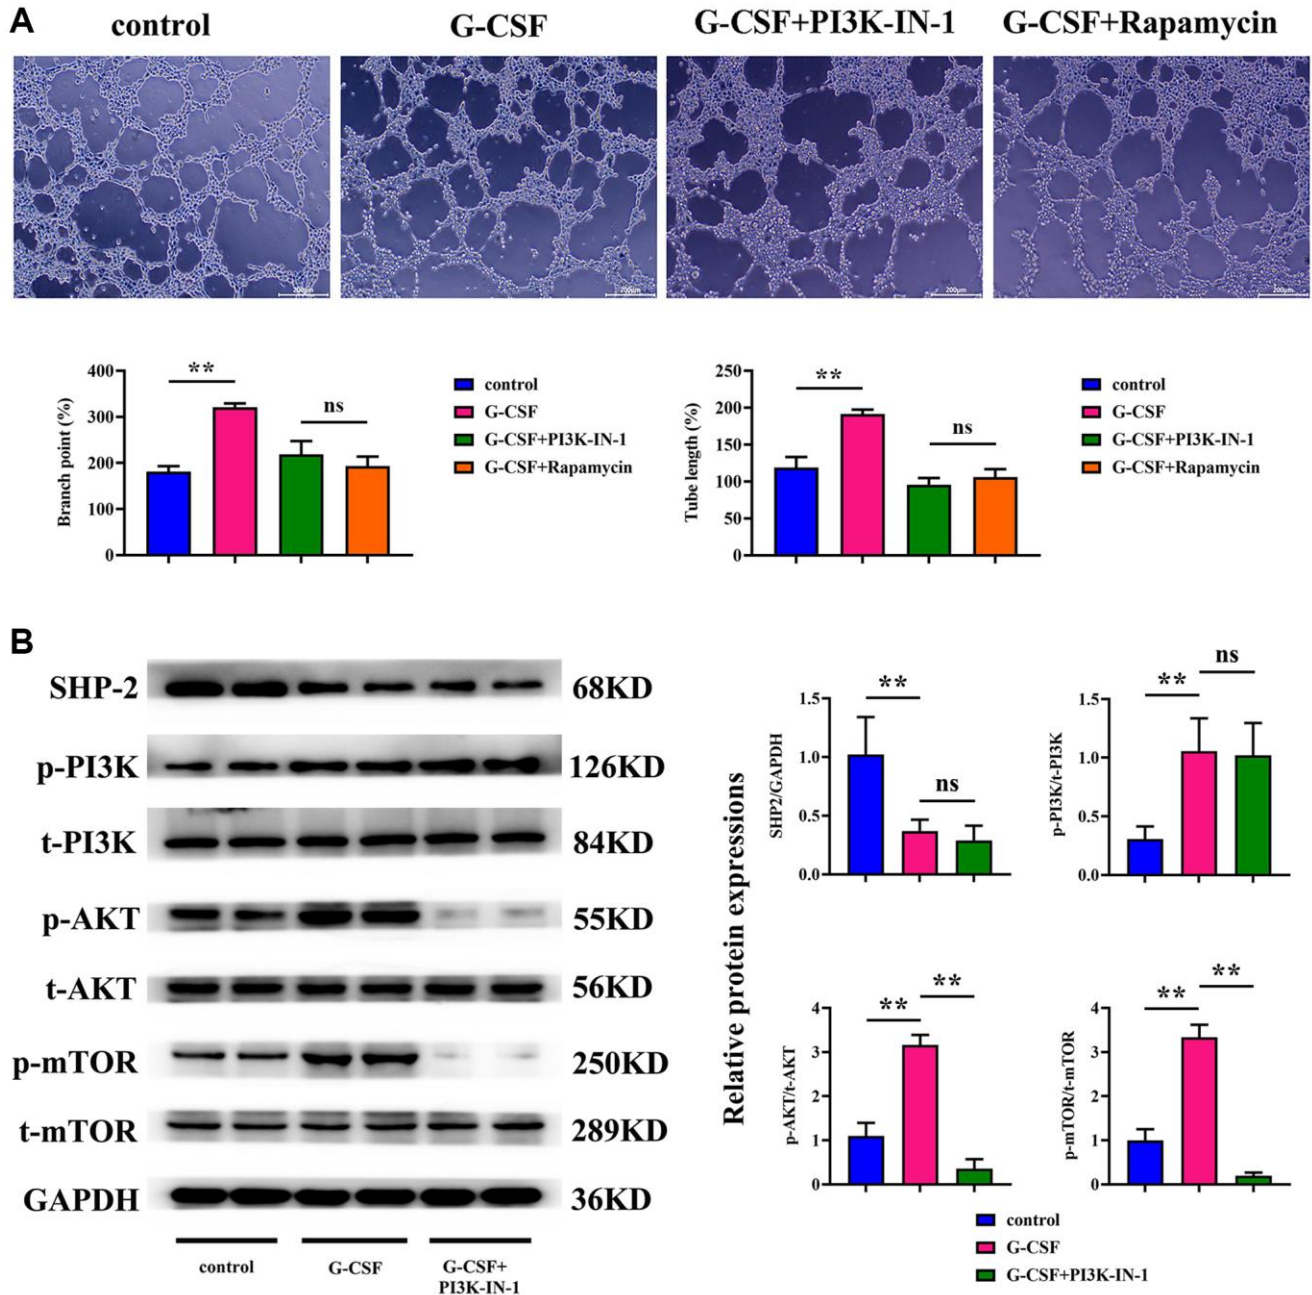 A
control
G-CSF
G-CSF+PI3K-IN-1
G-CSF+Rapamycin
200μm
200μm
200μm
200μm
400
300
200
100
0
Branch point (%)
**
ns
control
G-CSF
G-CSF+PI3K-IN-1
G-CSF+Rapamycin
250
200
150
100
50
0
Tube length (%)
**
ns
control
G-CSF
G-CSF+PI3K-IN-1
G-CSF+Rapamycin
B
SHP-2 68KD
p-PI3K 126KD
t-PI3K 84KD
p-AKT 55KD
t-AKT 56KD
p-mTOR 250KD
t-mTOR 289KD
GAPDH 36KD
control
G-CSF
G-CSF+
PI3K-IN-1
Relative protein expressions
1.5
1.0
0.5
0.0
SHP2/GAPDH
**
ns
1.5
1.0
0.5
0.0
p-PI3K/t-PI3K
**
ns
4
3
2
1
0
p-AKT/t-AKT
**
**
4
3
2
1
0
p-mTOR/t-mTOR
**
**
control
G-CSF
G-CSF+PI3K-IN-1